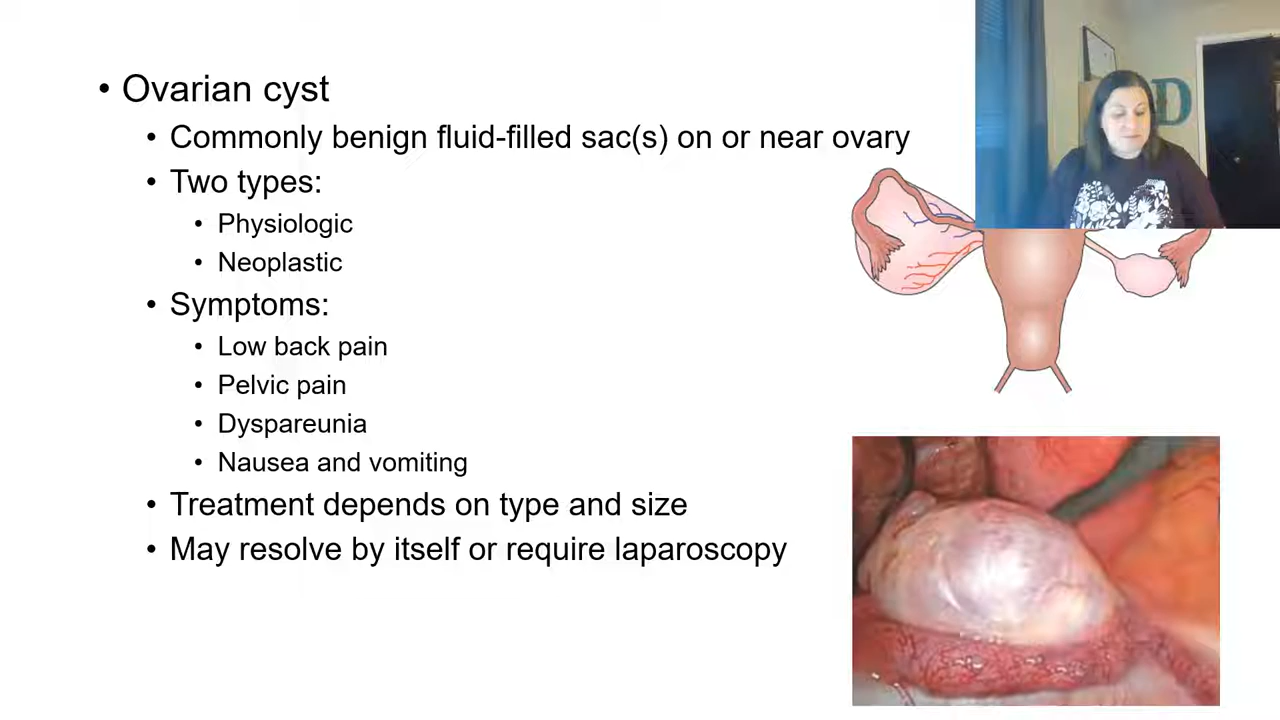 • Ovarian cyst
• Commonly benign fluid-filled sac(s) on or near ovary
• Two types:
• Physiologic
• Neoplastic
• Symptoms:
• Low back pain
• Pelvic pain
• Dyspareunia
• Nausea and vomiting
• Treatment depends on type and size
• May resolve by itself or require laparoscopy
D